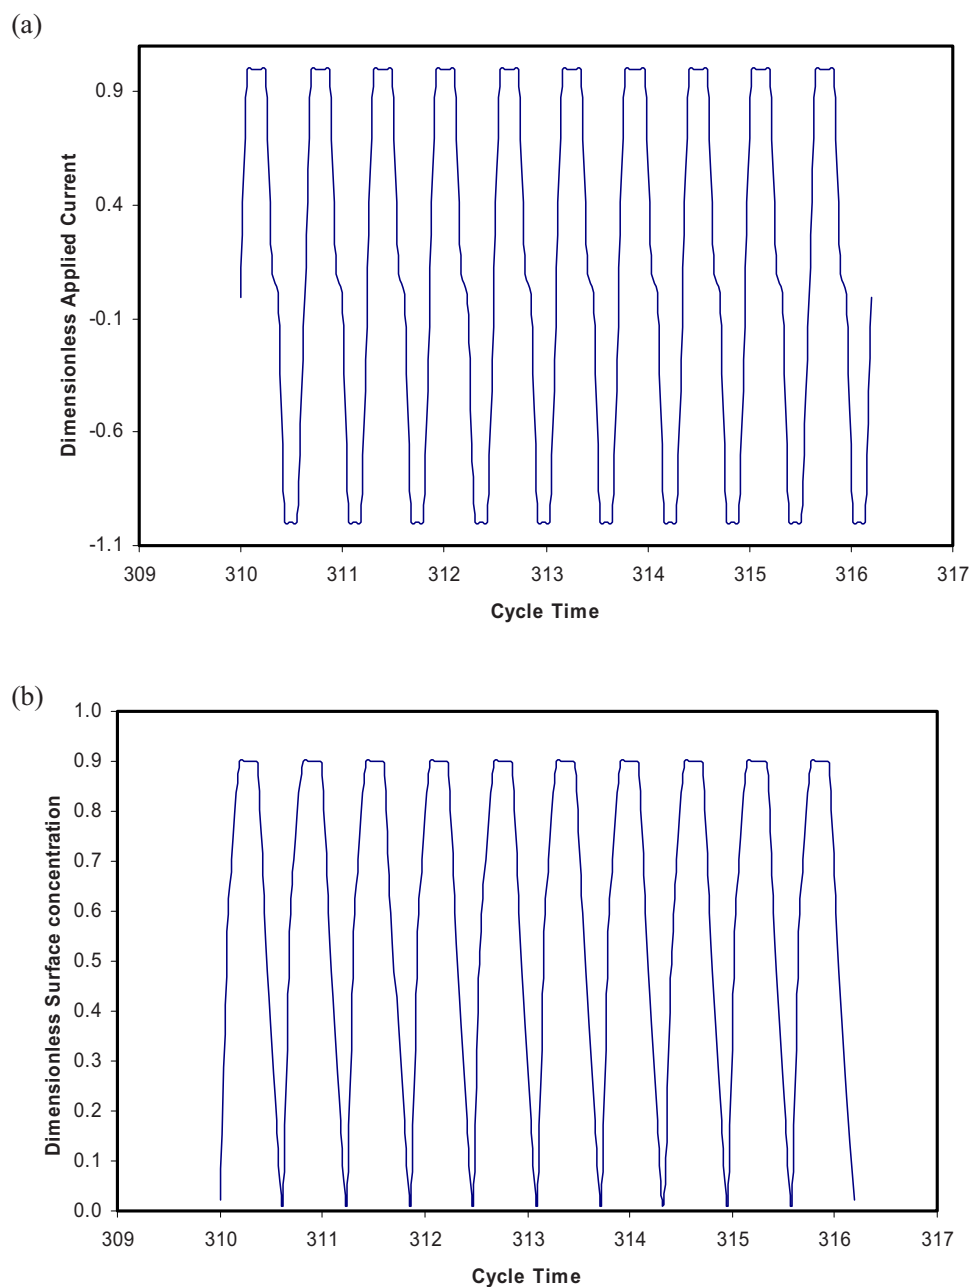 (a)
Dimensionless Applied Current
0.9
0.4
-0.1
-0.6
-1.1
309 310 311 312 313 314 315 316 317
Cycle Time
(b)
Dimensionless Surface concentration
1.0
0.9
0.8
0.7
0.6
0.5
0.4
0.3
0.2
0.1
0.0
309 310 311 312 313 314 315 316 317
Cycle Time